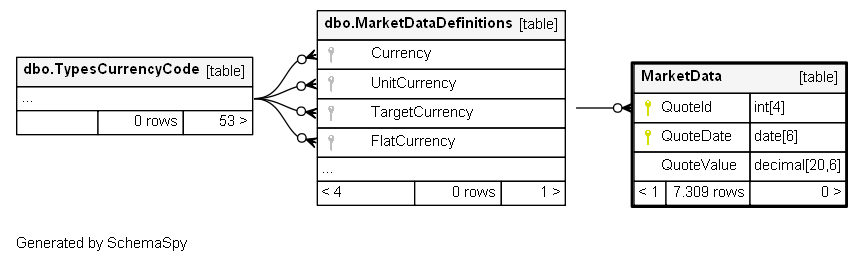 dbo.TypesCurrencyCode [table]
...
0 rows 53 >
dbo.MarketDataDefinitions [table]
Currency
UnitCurrency
TargetCurrency
FlatCurrency
...
< 4 0 rows 1 >
MarketData [table]
QuoteId int[4]
QuoteDate date[6]
QuoteValue decimal[20,6]
< 1 7.309 rows 0 >
Generated by SchemaSpy